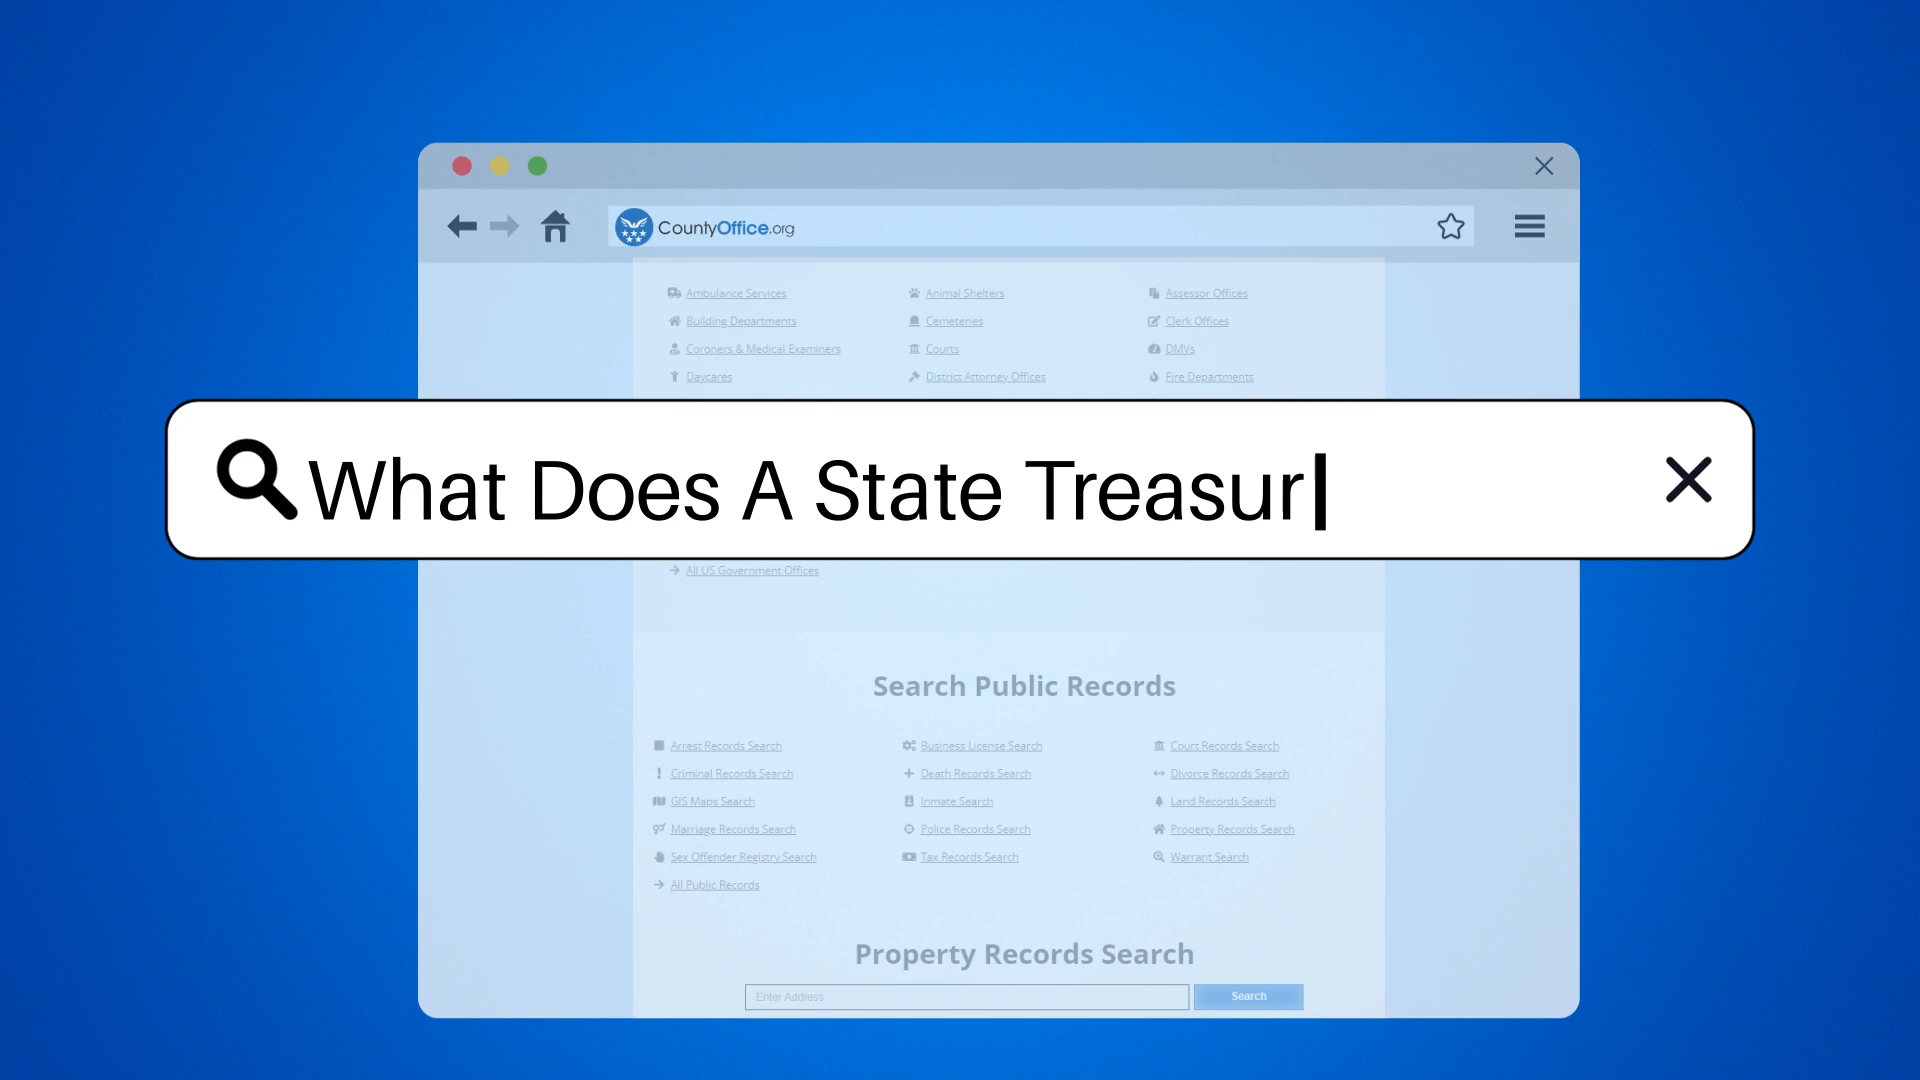 CountyOffice.org
Ambulance Services Animal Shelters Assessor Offices
Building Departments Cemeteries Clerk Offices
Coroners & Medical Examiners Courts DMVs
Daycares District Attorney Offices Fire Departments
What Does A State Treasur
All US Government Offices
Search Public Records
Arrest Records Search Business License Search Court Records Search
Criminal Records Search Death Records Search Divorce Records Search
GIS Maps Search Inmate Search Land Records Search
Marriage Records Search Police Records Search Property Records Search
Sex Offender Registry Search Tax Records Search Warrant Search
All Public Records
Property Records Search
Enter Address Search